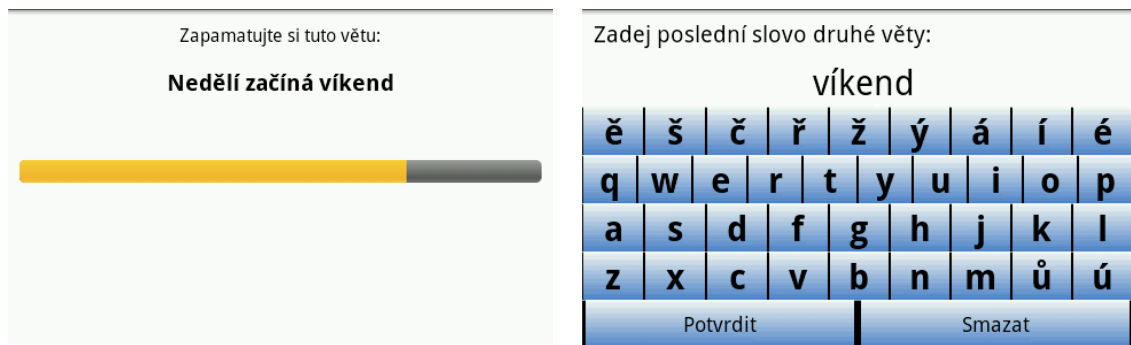 Zapamatujte si tuto větu:
Nedělí začíná víkend
Zadej poslední slovo druhé věty:
víkend
ě š č ř ž ý á í é
q w e r t y u i o p
a s d f g h j k l
z x c v b n m ů ú
Potvrdit Smazat